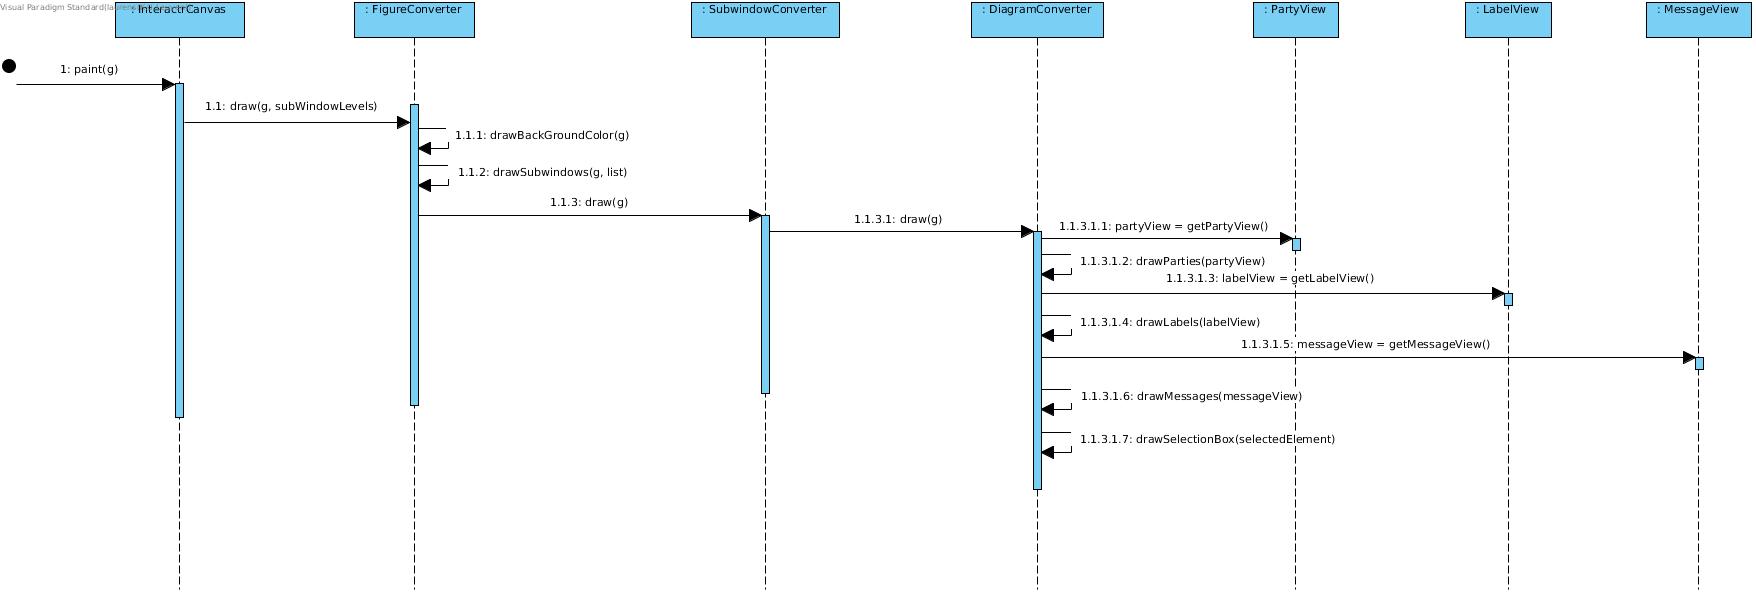 Visual Paradigm Standard
: InteractrCanvas
: FigureConverter
: SubwindowConverter
: DiagramConverter
: PartyView
: LabelView
: MessageView
1: paint(g)
1.1: draw(g, subWindowLevels)
1.1.1: drawBackGroundColor(g)
1.1.2: drawSubwindows(g, list)
1.1.3: draw(g)
1.1.3.1: draw(g)
1.1.3.1.1: partyView = getPartyView()
1.1.3.1.2: drawParties(partyView)
1.1.3.1.3: labelView = getLabelView()
1.1.3.1.4: drawLabels(labelView)
1.1.3.1.5: messageView = getMessageView()
1.1.3.1.6: drawMessages(messageView)
1.1.3.1.7: drawSelectionBox(selectedElement)